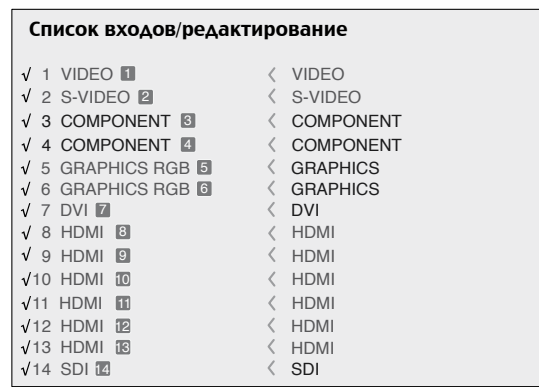 Список входов/редактирование
√ 1 VIDEO 1 < VIDEO
√ 2 S-VIDEO 2 < S-VIDEO
√ 3 COMPONENT 3 < COMPONENT
√ 4 COMPONENT 4 < COMPONENT
√ 5 GRAPHICS RGB 5 < GRAPHICS
√ 6 GRAPHICS RGB 6 < GRAPHICS
√ 7 DVI 7 < DVI
√ 8 HDMI 8 < HDMI
√ 9 HDMI 9 < HDMI
√10 HDMI 10 < HDMI
√11 HDMI 11 < HDMI
√12 HDMI 12 < HDMI
√13 HDMI 13 < HDMI
√14 SDI 14 < SDI